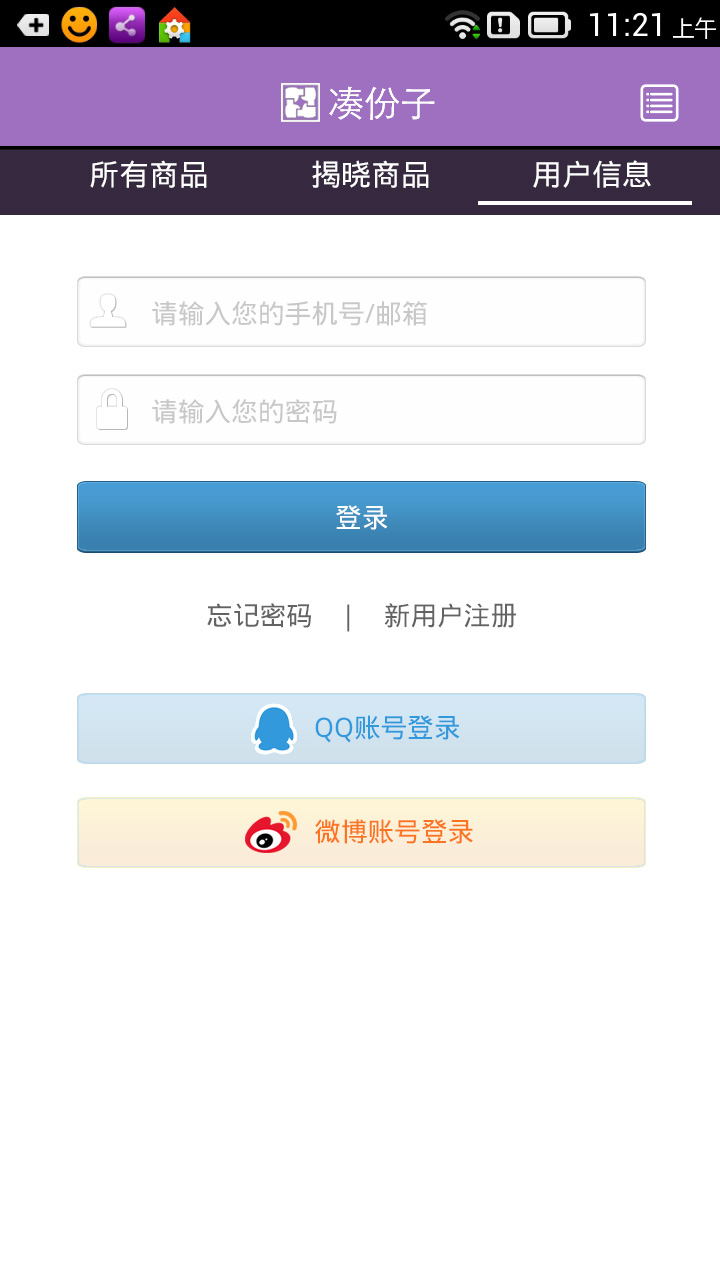 11:21 上午
凑份子
所有商品 揭晓商品 用户信息
请输入您的手机号/邮箱
请输入您的密码
登录
忘记密码 | 新用户注册
QQ账号登录
微博账号登录